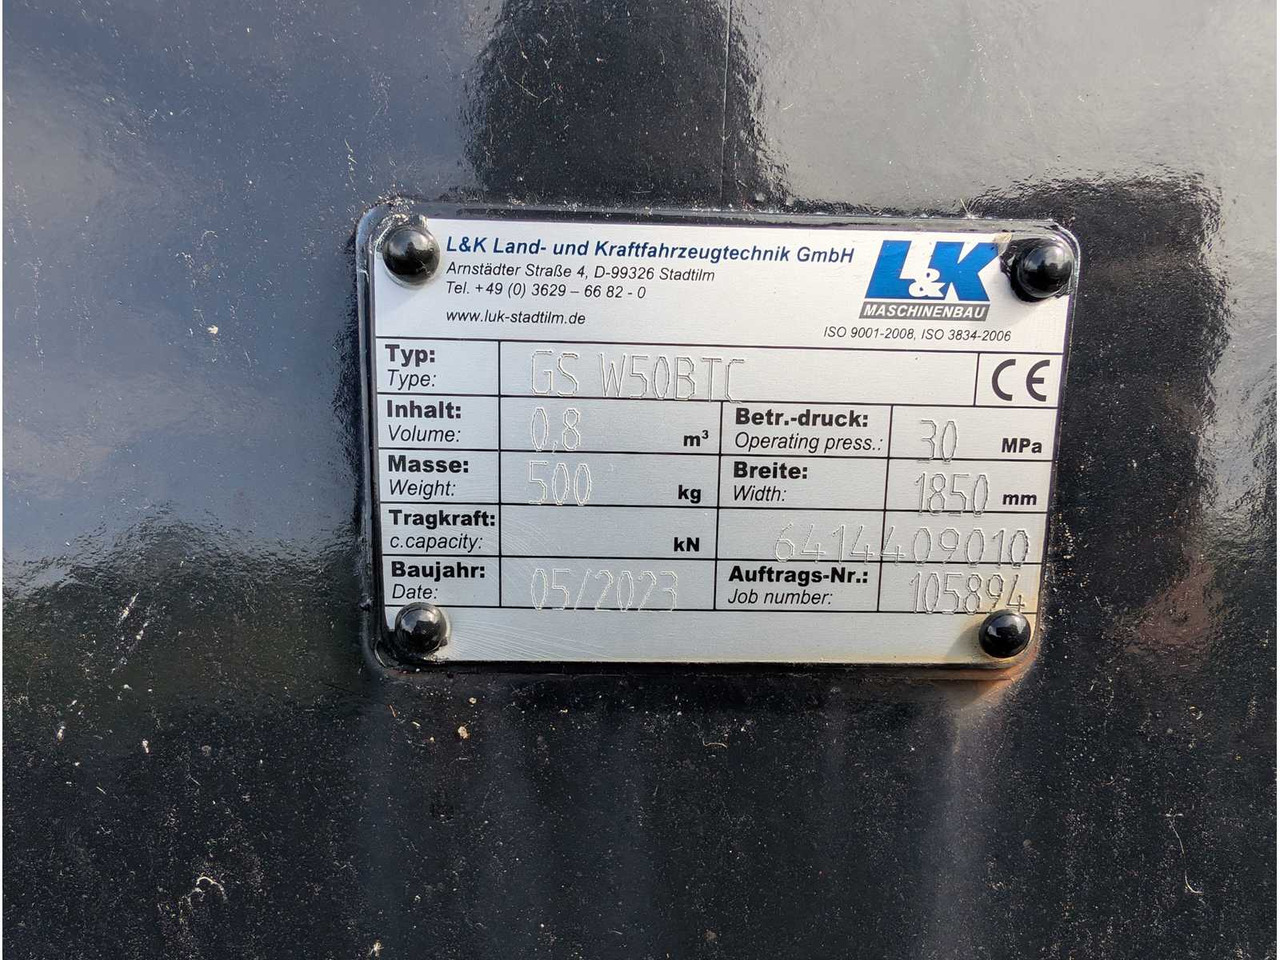 L&K Land- und Kraftfahrzeugtechnik GmbH
Arnstädter Straße 4, D-99326 Stadtilm
Tel. +49 (0) 3629 – 66 82 - 0
www.luk-stadtilm.de
L&K
MASCHINENBAU
ISO 9001-2008, ISO 3834-2006
Typ:
Type:
GS W50BTC
CE
Inhalt:
Volume:
0,8 m³
Betr.-druck:
Operating press.:
30 MPa
Masse:
Weight:
500 kg
Breite:
Width:
1850 mm
Tragkraft:
c.capacity:
kN
6414409010
Baujahr:
Date:
05/2023
Auftrags-Nr.:
Job number:
105894